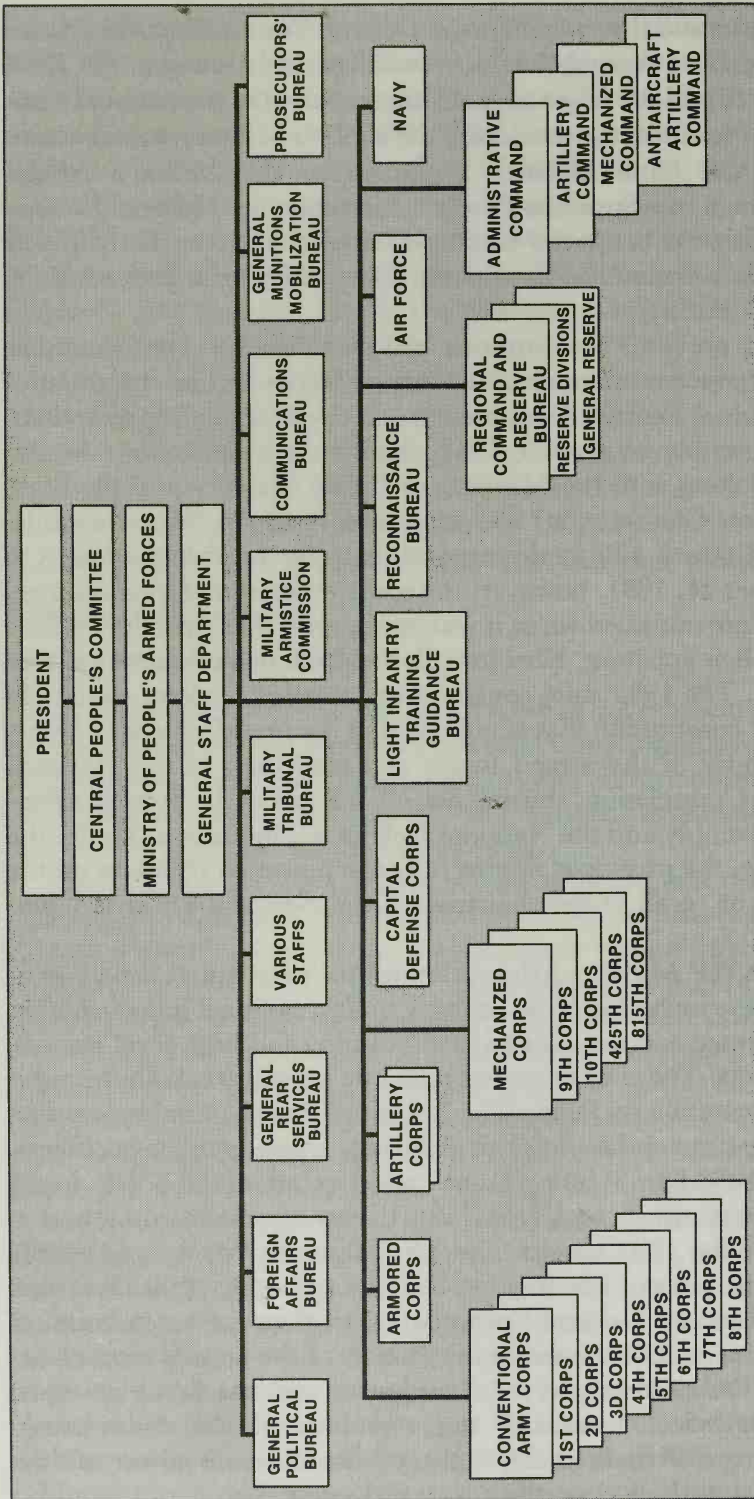 PRESIDENT
CENTRAL PEOPLE'S COMMITTEE
MINISTRY OF PEOPLE'S ARMED FORCES
GENERAL STAFF DEPARTMENT
GENERAL
POLITICAL
BUREAU
FOREIGN
AFFAIRS
BUREAU
GENERAL
REAR
SERVICES
BUREAU
VARIOUS
STAFFS
MILITARY
TRIBUNAL
BUREAU
MILITARY
ARMISTICE
COMMISSION
COMMUNICATIONS
BUREAU
GENERAL
MUNITIONS
MOBILIZATION
BUREAU
PROSECUTORS'
BUREAU
ARMORED
CORPS
ARTILLERY
CORPS
CAPITAL
DEFENSE CORPS
LIGHT INFANTRY
TRAINING
GUIDANCE
BUREAU
RECONNAISSANCE
BUREAU
AIR FORCE
NAVY
CONVENTIONAL
ARMY CORPS
1ST CORPS
2D CORPS
3D CORPS
4TH CORPS
5TH CORPS
6TH CORPS
7TH CORPS
8TH CORPS
MECHANIZED
CORPS
9TH CORPS
10TH CORPS
425TH CORPS
815TH CORPS
REGIONAL
COMMAND AND
RESERVE
BUREAU
RESERVE DIVISIONS
GENERAL RESERVE
ADMINISTRATIVE
COMMAND
ARTILLERY
COMMAND
MECHANIZED
COMMAND
ANTIAIRCRAFT
ARTILLERY
COMMAND